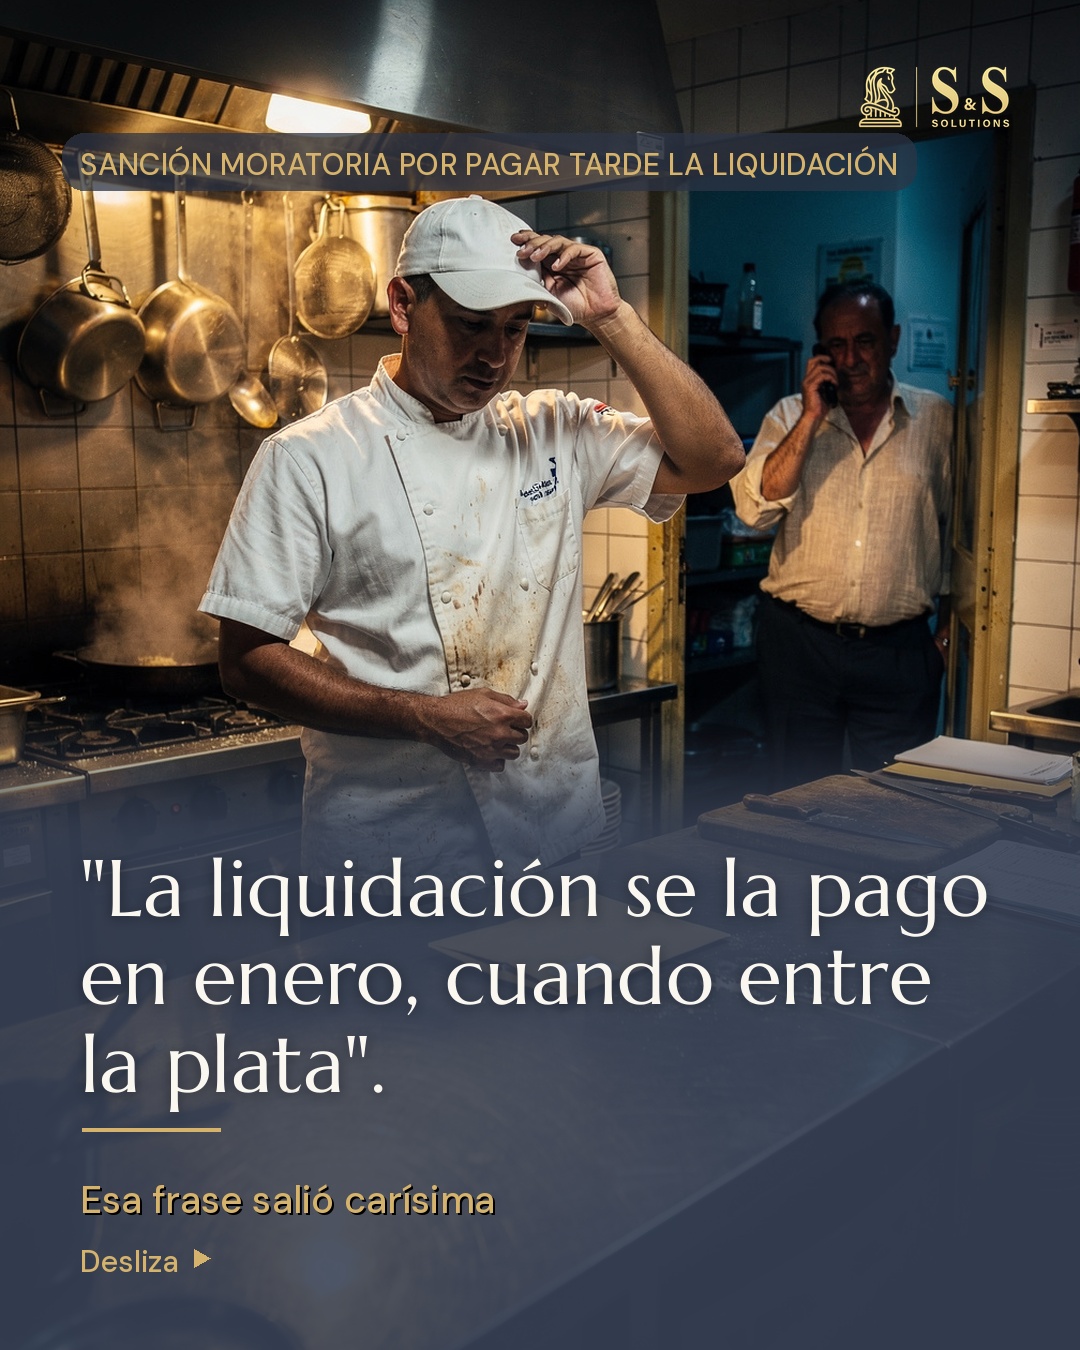 S&S
SOLUTIONS
SANCIÓN MORATORIA POR PAGAR TARDE LA LIQUIDACIÓN
"La liquidación se la pago
en enero, cuando entre
la plata".
Esa frase salió carísima
Desliza